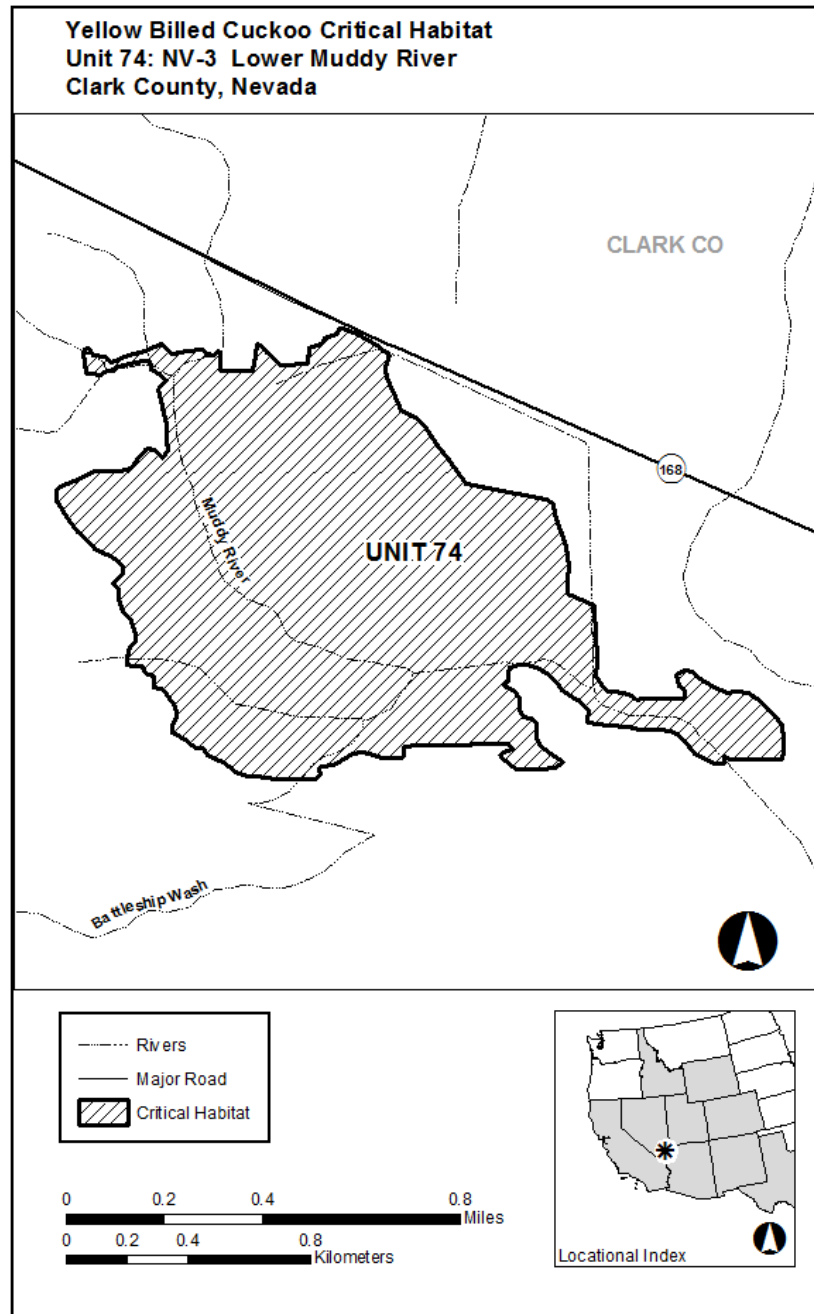 Yellow Billed Cuckoo Critical Habitat
Unit 74: NV-3 Lower Muddy River
Clark County, Nevada
CLARK CO
168
Muddy River
UNIT 74
Battleship Wash
Rivers
Major Road
Critical Habitat
0 0.2 0.4 0.8
Miles
0 0.2 0.4 0.8
Kilometers
Locational Index